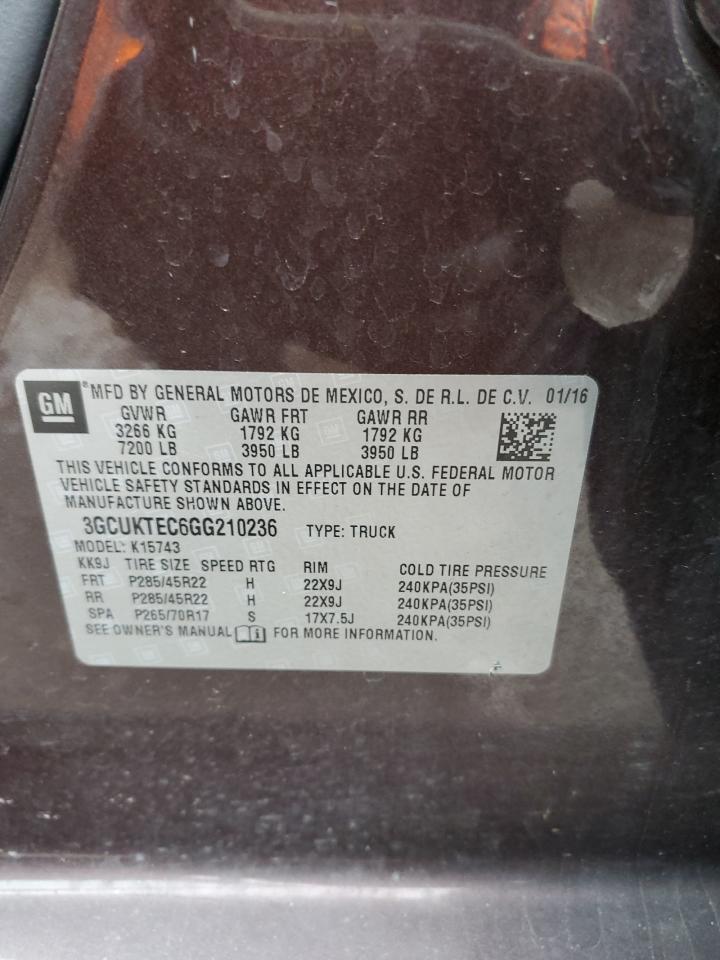 GM ® MFD BY GENERAL MOTORS DE MEXICO, S. DE R.L. DE C.V. 01/16
GVWR GAWR FRT GAWR RR
3266 KG 1792 KG 1792 KG
7200 LB 3950 LB 3950 LB
THIS VEHICLE CONFORMS TO ALL APPLICABLE U.S. FEDERAL MOTOR
VEHICLE SAFETY STANDARDS IN EFFECT ON THE DATE OF
MANUFACTURE SHOWN ABOVE.
3GCUKTEC6GG210236 TYPE: TRUCK
MODEL: K15743
KK9J TIRE SIZE SPEED RTG RIM COLD TIRE PRESSURE
FRT P285/45R22 H 22X9J 240KPA(35PSI)
RR P285/45R22 H 22X9J 240KPA(35PSI)
SPA P265/70R17 S 17X7.5J 240KPA(35PSI)
SEE OWNER'S MANUAL FOR MORE INFORMATION.